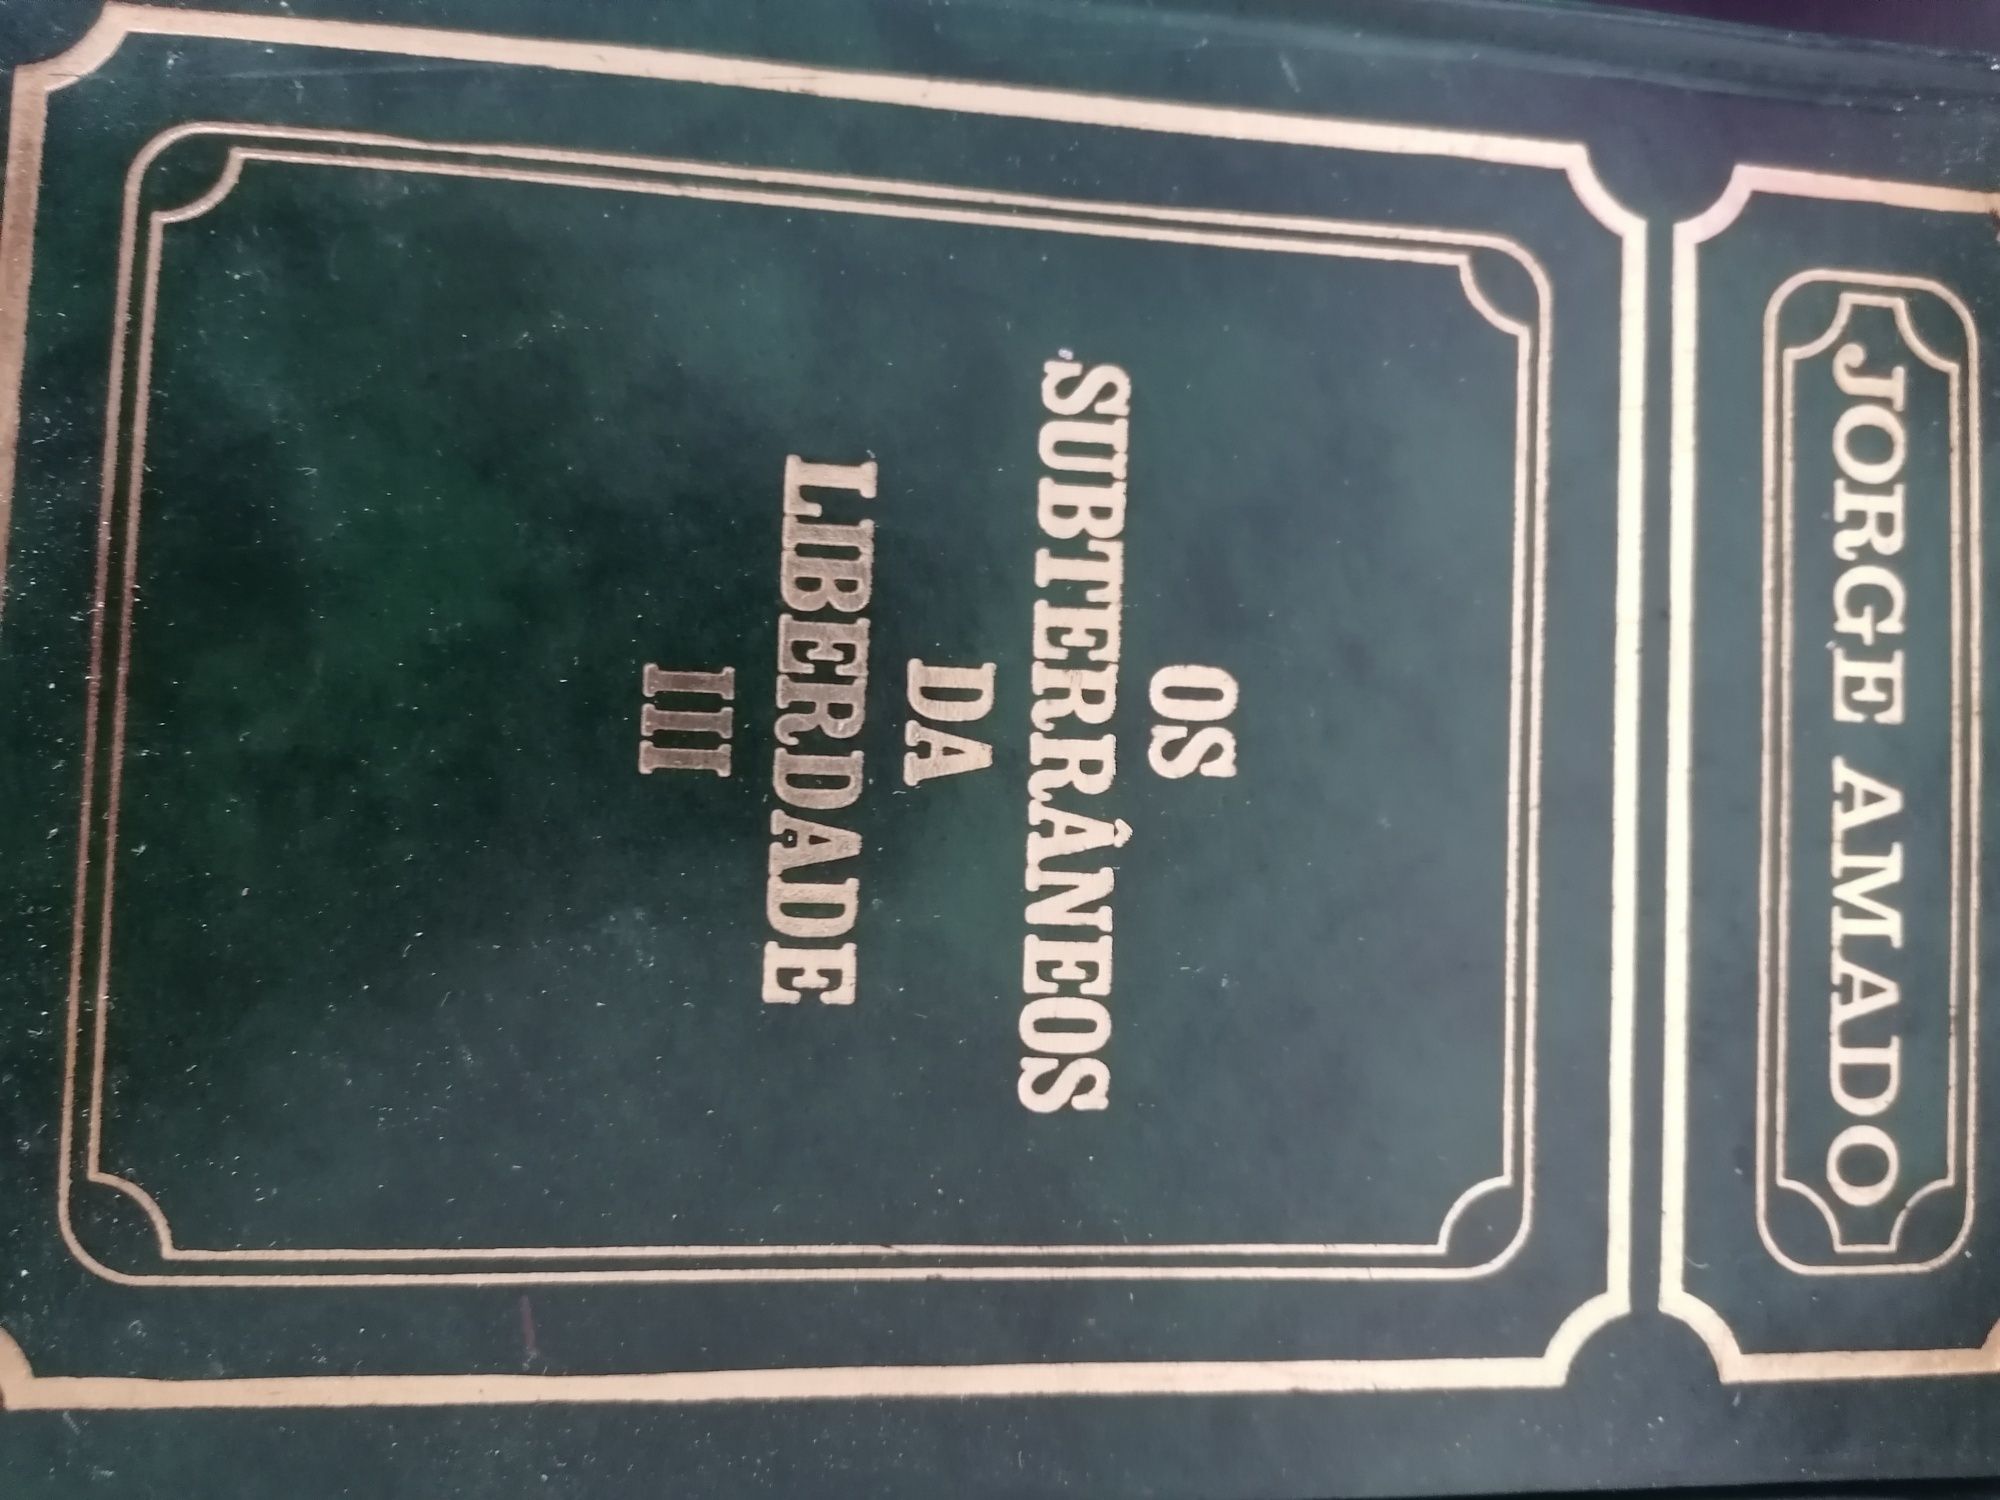 JORGE AMADO
OS
SUBTERRÂNEOS
DA
LIBERDADE
III